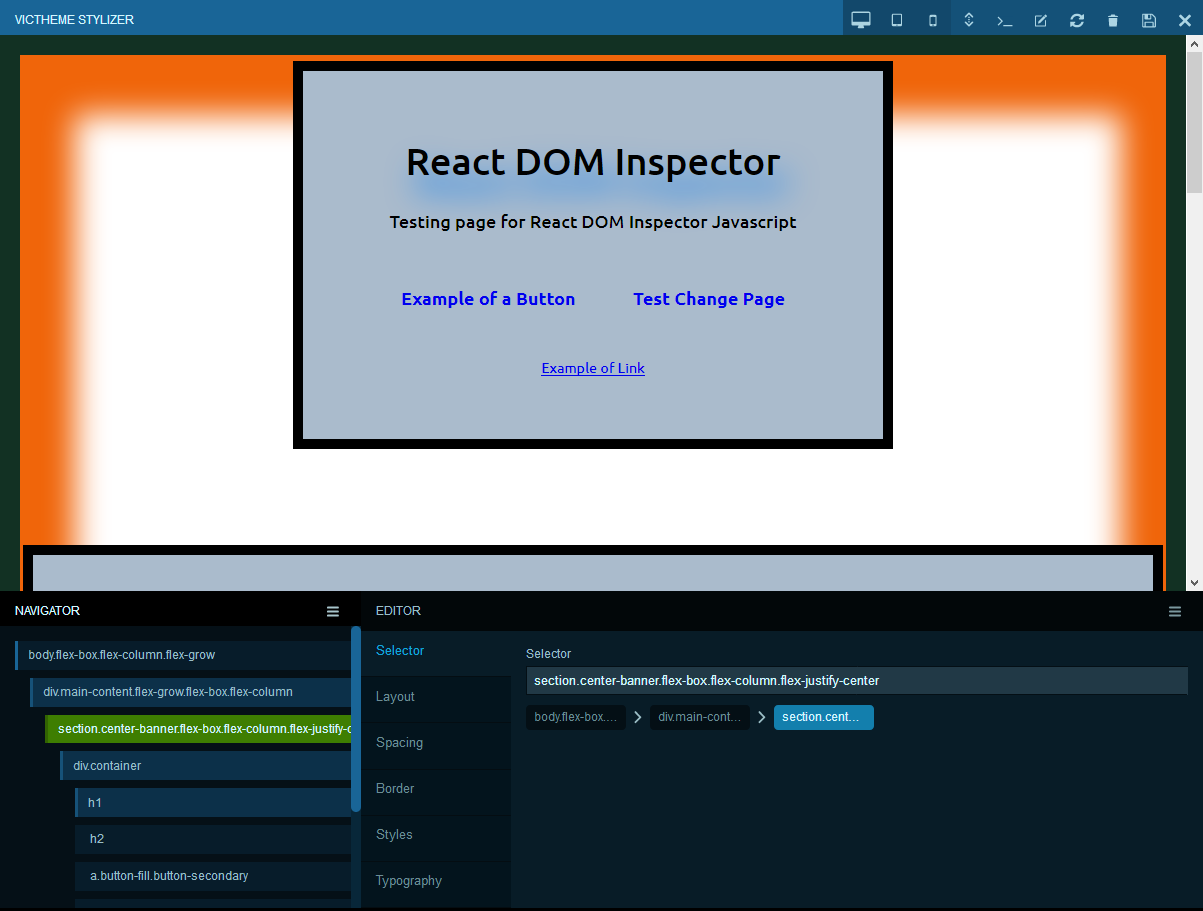 VICTHEME STYLIZER
React DOM Inspector
Testing page for React DOM Inspector Javascript
Example of a Button Test Change Page
Example of Link
NAVIGATOR
body.flex-box.flex-column.flex-grow
div.main-content.flex-grow.flex-box.flex-column
section.center-banner.flex-box.flex-column.flex-justify-c
div.container
h1
h2
a.button-fill.button-secondary
EDITOR
Selector
Layout
Spacing
Border
Styles
Typography
Selector
section.center-banner.flex-box.flex-column.flex-justify-center
body.flex-box.... div.main-cont... section.cent...